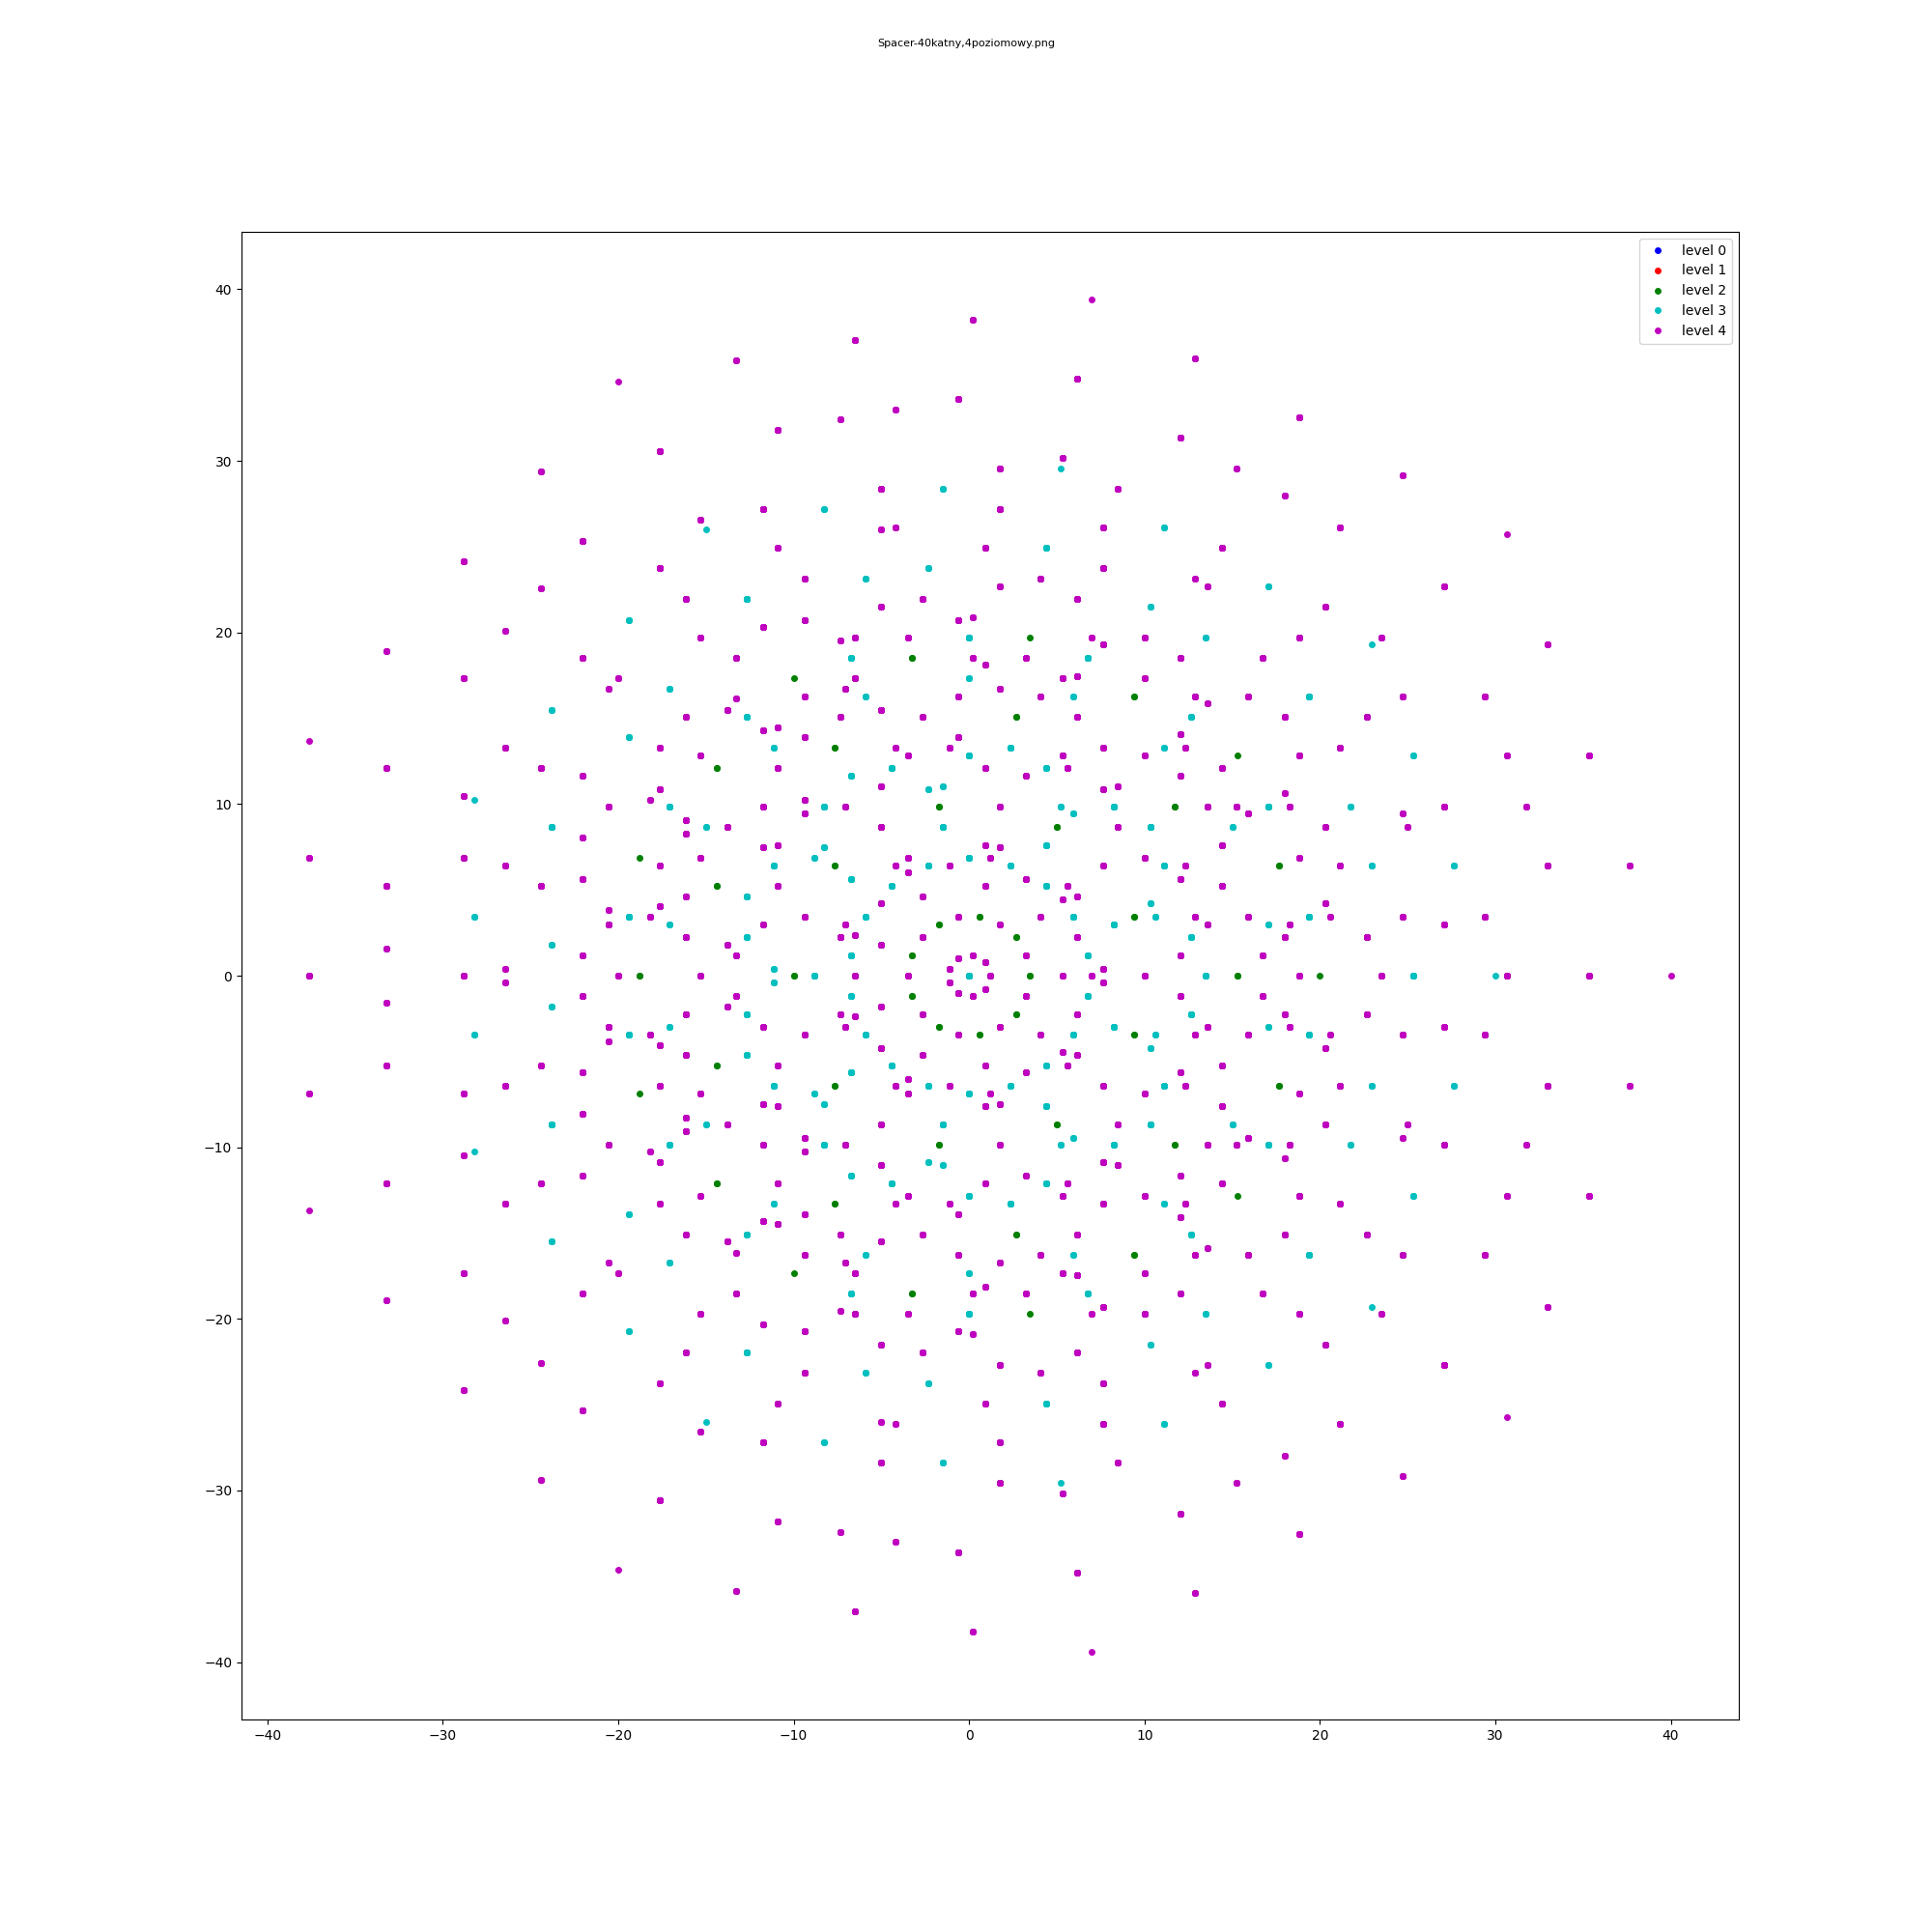 Spacer-40katny,4poziomowy.png
level 0
level 1
level 2
level 3
level 4
40
30
20
10
0
−10
−20
−30
−40
−40 −30 −20 −10 0 10 20 30 40